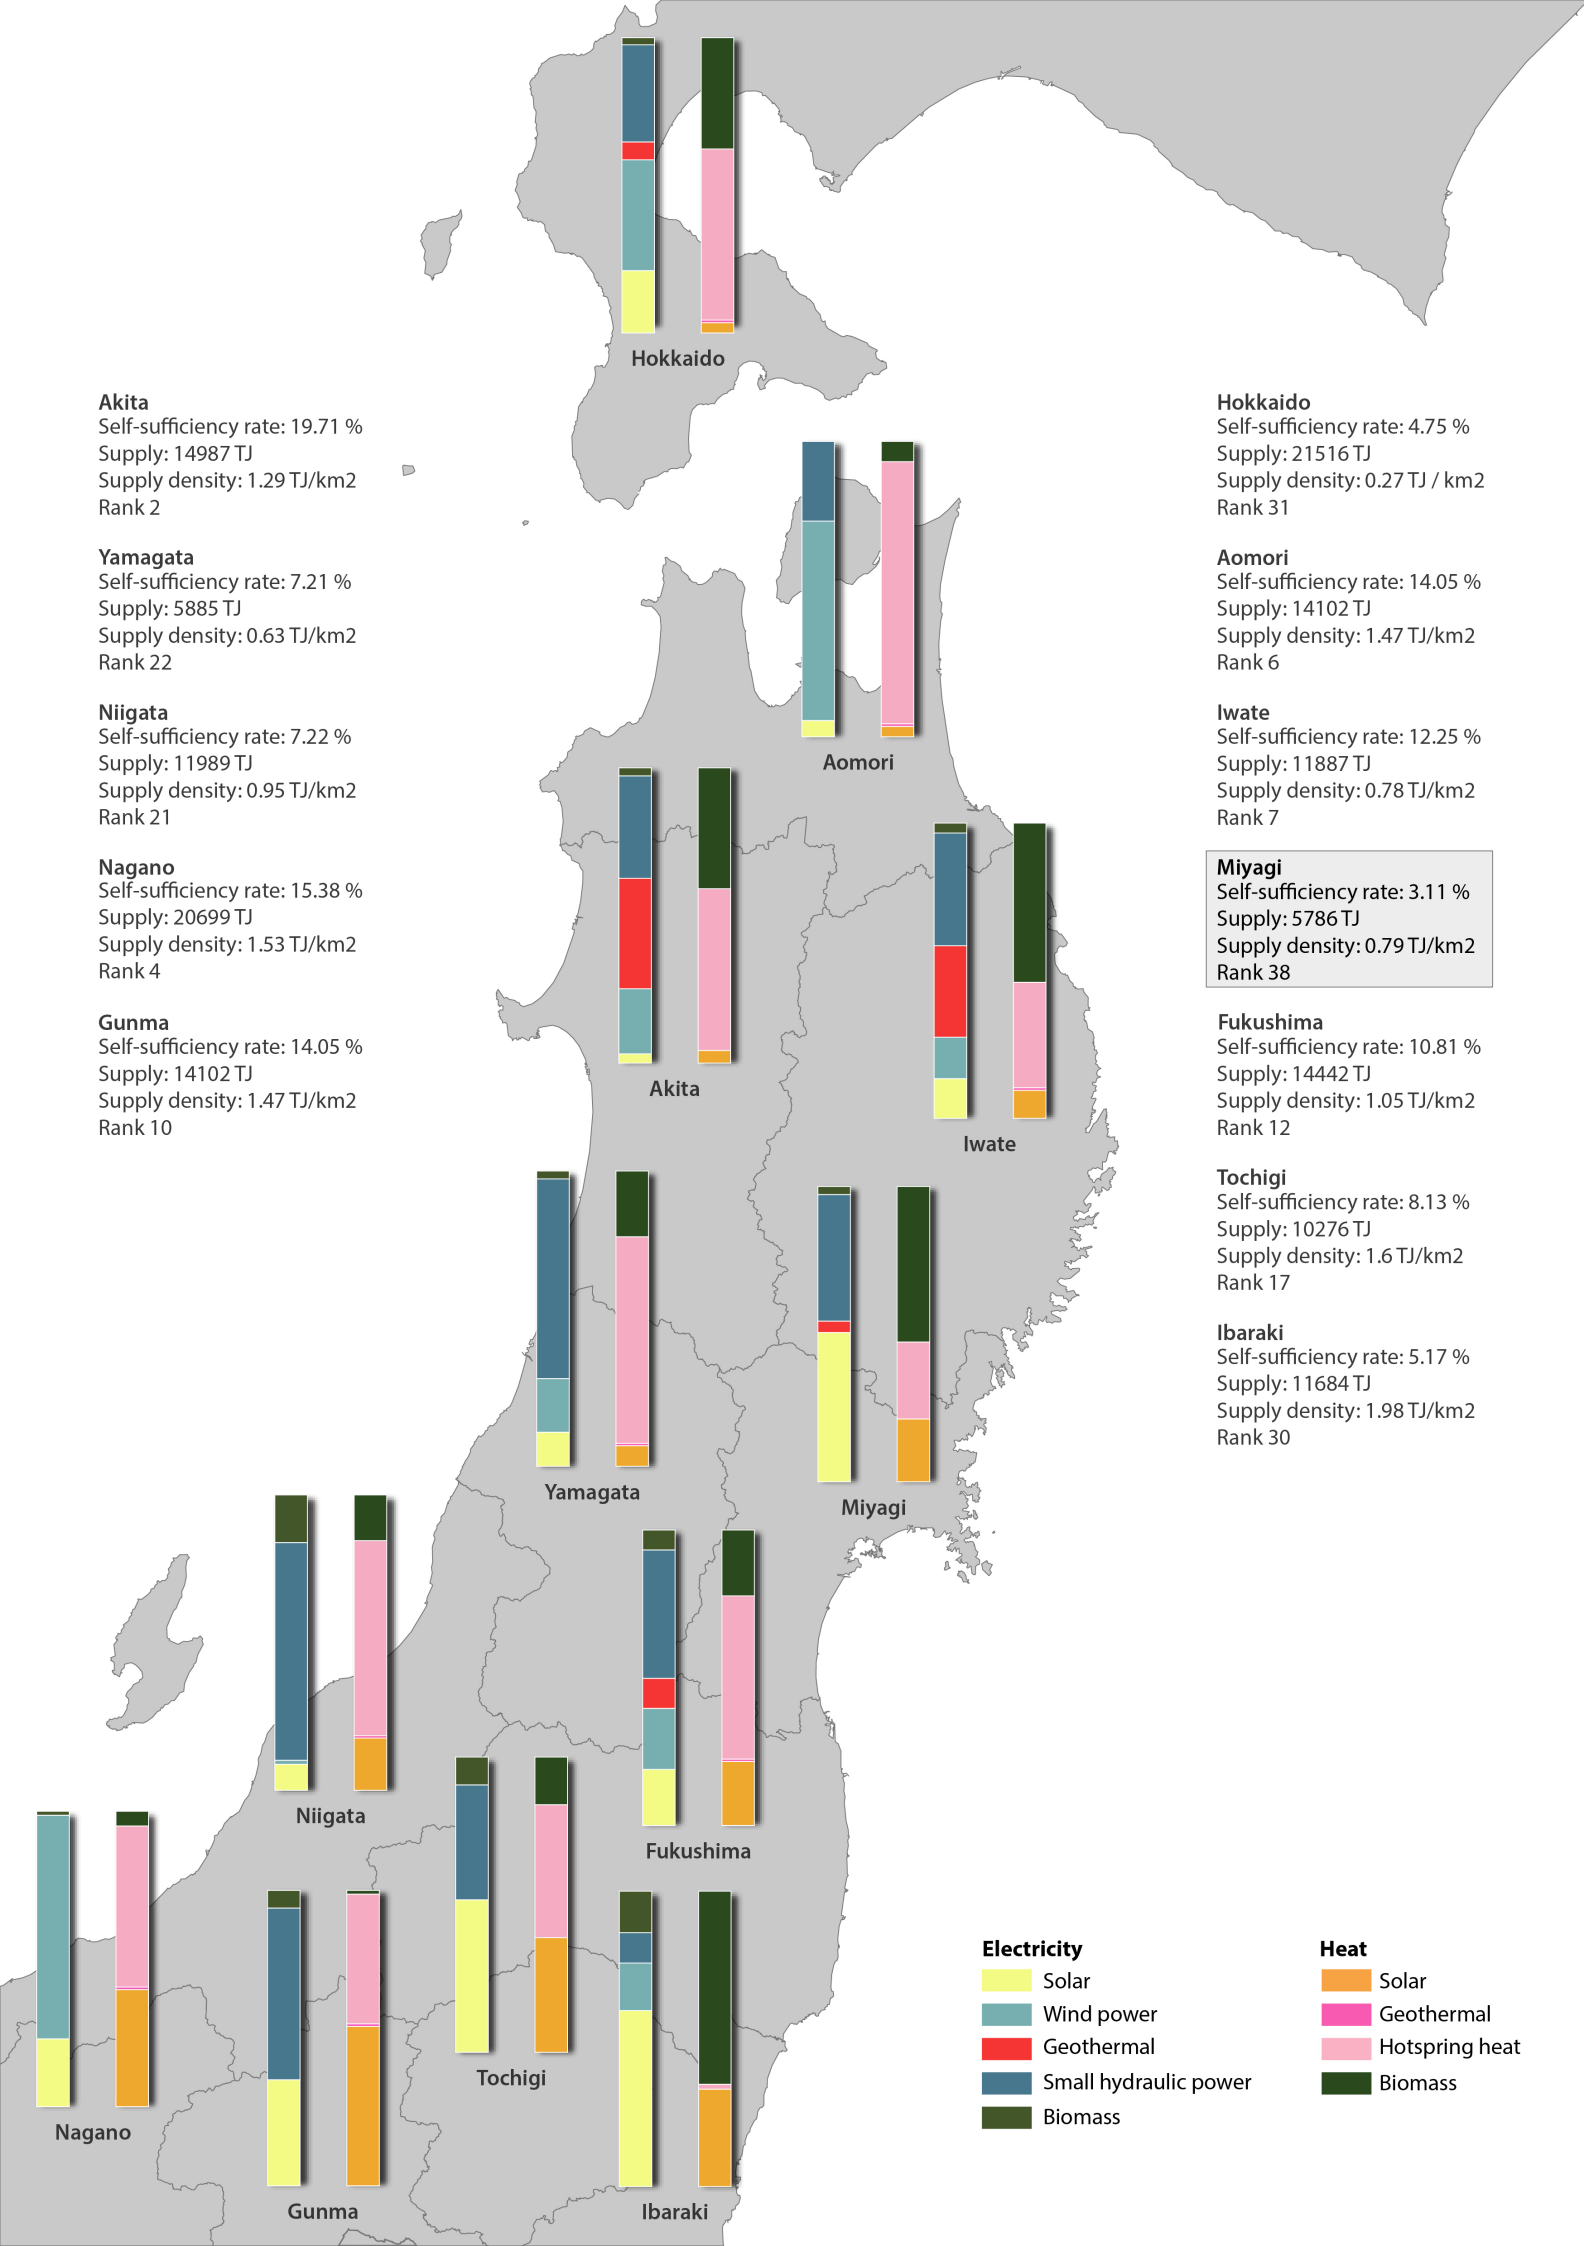 Hokkaido
Akita
Self-sufficiency rate: 19.71 %
Supply: 14987 TJ
Supply density: 1.29 TJ/km2
Rank 2
Yamagata
Self-sufficiency rate: 7.21 %
Supply: 5885 TJ
Supply density: 0.63 TJ/km2
Rank 22
Niigata
Self-sufficiency rate: 7.22 %
Supply: 11989 TJ
Supply density: 0.95 TJ/km2
Rank 21
Nagano
Self-sufficiency rate: 15.38 %
Supply: 20699 TJ
Supply density: 1.53 TJ/km2
Rank 4
Gunma
Self-sufficiency rate: 14.05 %
Supply: 14102 TJ
Supply density: 1.47 TJ/km2
Rank 10
Hokkaido
Self-sufficiency rate: 4.75 %
Supply: 21516 TJ
Supply density: 0.27 TJ / km2
Rank 31
Aomori
Self-sufficiency rate: 14.05 %
Supply: 14102 TJ
Supply density: 1.47 TJ/km2
Rank 6
Iwate
Self-sufficiency rate: 12.25 %
Supply: 11887 TJ
Supply density: 0.78 TJ/km2
Rank 7
Miyagi
Self-sufficiency rate: 3.11 %
Supply: 5786 TJ
Supply density: 0.79 TJ/km2
Rank 38
Fukushima
Self-sufficiency rate: 10.81 %
Supply: 14442 TJ
Supply density: 1.05 TJ/km2
Rank 12
Tochigi
Self-sufficiency rate: 8.13 %
Supply: 10276 TJ
Supply density: 1.6 TJ/km2
Rank 17
Ibaraki
Self-sufficiency rate: 5.17 %
Supply: 11684 TJ
Supply density: 1.98 TJ/km2
Rank 30
Aomori
Akita
Iwate
Yamagata
Miyagi
Niigata
Fukushima
Tochigi
Nagano
Gunma
Ibaraki
Electricity
Solar
Wind power
Geothermal
Small hydraulic power
Biomass
Heat
Solar
Geothermal
Hotspring heat
Biomass